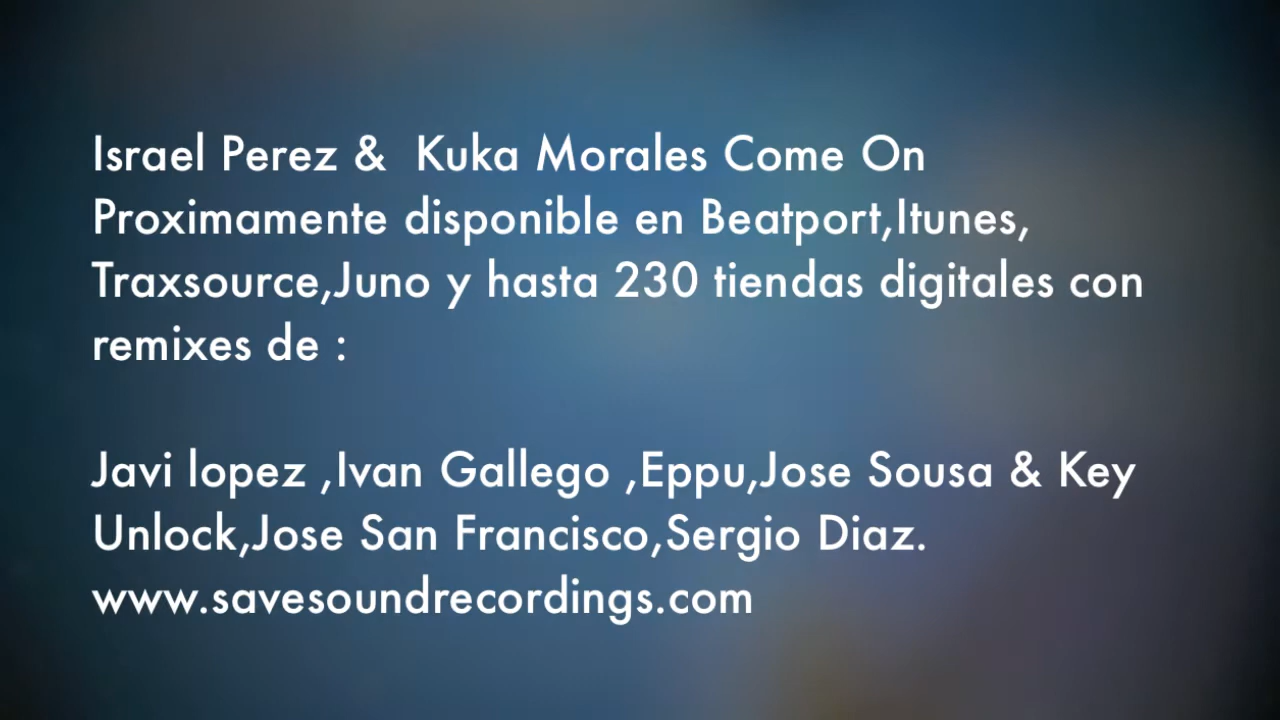 Israel Perez &  Kuka Morales Come On
Proximamente disponible en Beatport,Itunes,
Traxsource,Juno y hasta 230 tiendas digitales con
remixes de :
Javi lopez ,Ivan Gallego ,Eppu,Jose Sousa & Key
Unlock,Jose San Francisco,Sergio Diaz.
www.savesoundrecordings.com